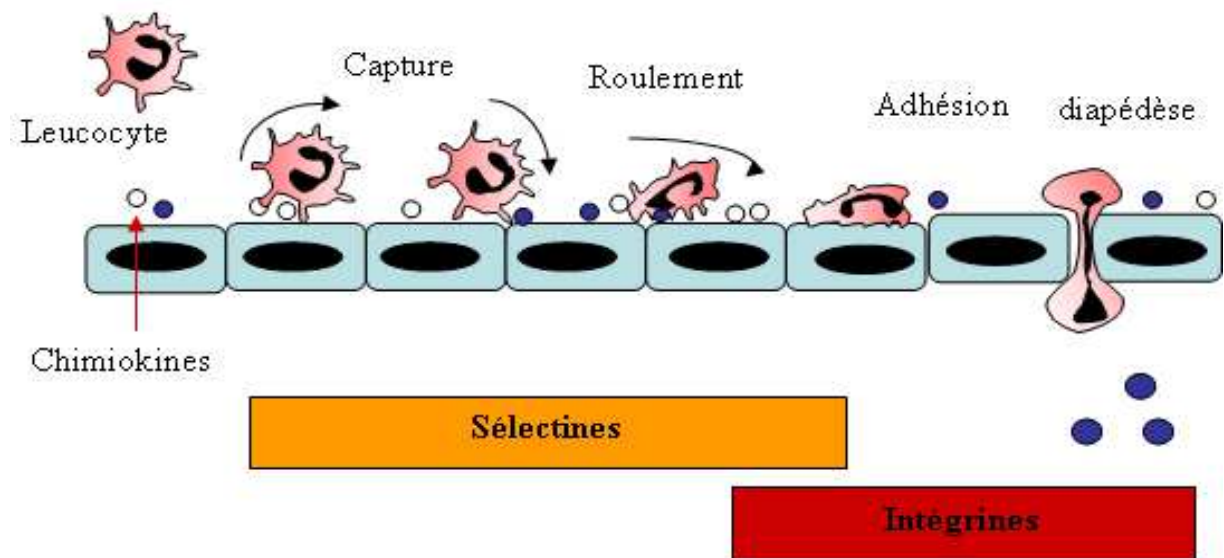 Leucocyte
Capture
Roulement
Adhésion
diapédèse
Chimiokines
Sélectines
Intégrines